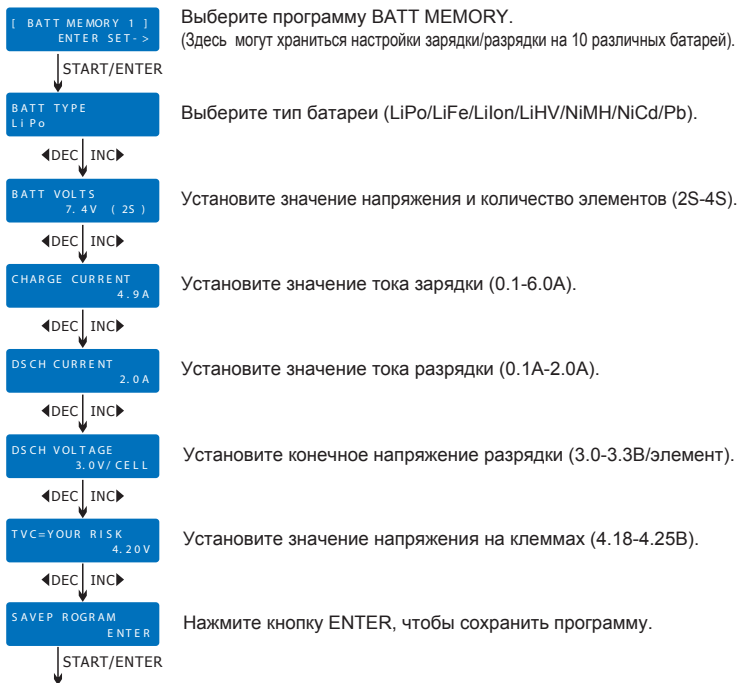 [ BATT MEMORY 1 ]
ENTER SET->
Выберите программу BATT MEMORY.
(Здесь могут храниться настройки зарядки/разрядки на 10 различных батарей).
START/ENTER
BATT TYPE
LiPo
Выберите тип батареи (LiPo/LiFe/LiIon/LiHV/NiMH/NiCd/Pb).
◀DEC INC▶
BATT VOLTS
7.4V (2S)
Установите значение напряжения и количество элементов (2S-4S).
◀DEC INC▶
CHARGE CURRENT
4.9A
Установите значение тока зарядки (0.1-6.0A).
◀DEC INC▶
DSCH CURRENT
2.0A
Установите значение тока разрядки (0.1A-2.0A).
◀DEC INC▶
DSCH VOLTAGE
3.0V/CELL
Установите конечное напряжение разрядки (3.0-3.3В/элемент).
◀DEC INC▶
TVC=YOUR RISK
4.20V
Установите значение напряжения на клеммах (4.18-4.25В).
◀DEC INC▶
SAVEP ROGRAM
ENTER
Нажмите кнопку ENTER, чтобы сохранить программу.
START/ENTER